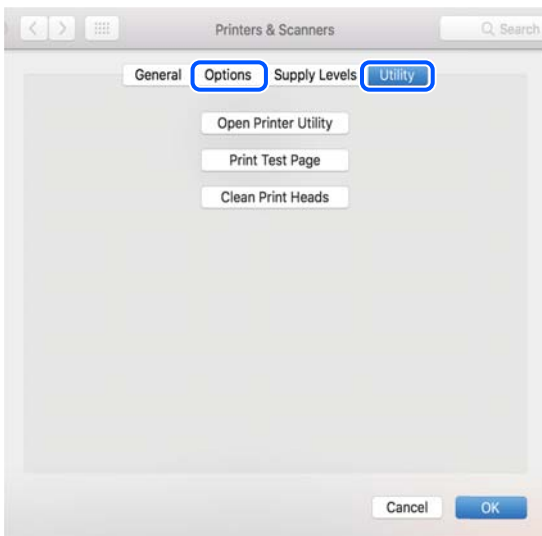 Printers & Scanners Search
General Options Supply Levels Utility
Open Printer Utility
Print Test Page
Clean Print Heads
Cancel OK